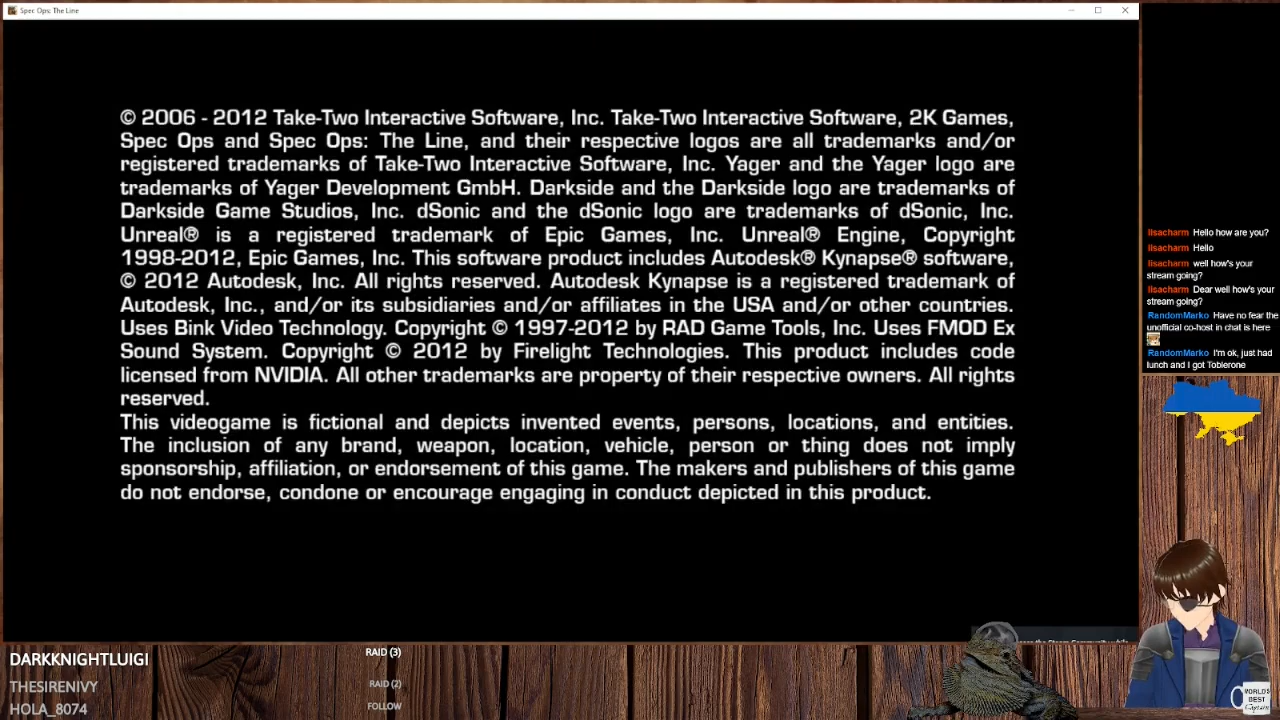 Spec Ops: The Line
© 2006 - 2012 Take-Two Interactive Software, Inc. Take-Two Interactive Software, 2K Games,
Spec Ops and Spec Ops: The Line, and their respective logos are all trademarks and/or
registered trademarks of Take-Two Interactive Software, Inc. Yager and the Yager logo are
trademarks of Yager Development GmbH. Darkside and the Darkside logo are trademarks of
Darkside Game Studios, Inc. dSonic and the dSonic logo are trademarks of dSonic, Inc.
Unreal® is a registered trademark of Epic Games, Inc. Unreal® Engine, Copyright
1998-2012, Epic Games, Inc. This software product includes Autodesk® Kynapse® software,
© 2012 Autodesk, Inc. All rights reserved. Autodesk Kynapse is a registered trademark of
Autodesk, Inc., and/or its subsidiaries and/or affiliates in the USA and/or other countries.
Uses Bink Video Technology. Copyright © 1997-2012 by RAD Game Tools, Inc. Uses FMOD Ex
Sound System. Copyright © 2012 by Firelight Technologies. This product includes code
licensed from NVIDIA. All other trademarks are property of their respective owners. All rights
reserved.
This videogame is fictional and depicts invented events, persons, locations, and entities.
The inclusion of any brand, weapon, location, vehicle, person or thing does not imply
sponsorship, affiliation, or endorsement of this game. The makers and publishers of this game
do not endorse, condone or encourage engaging in conduct depicted in this product.
lisacharm Hello how are you?
lisacharm Hello
lisacharm well how's your
stream going?
lisacharm Dear well how's your
stream going?
RandomMarko Have no fear the
unofficial co-host in chat is here
RandomMarko I'm ok, just had
lunch and I got Toblerone
the Steam Community
DARKKNIGHTLUIGI RAID (3)
THESIRENIVY RAID (2)
HOLA_8074 FOLLOW
WORLD'S
BEST
Captain